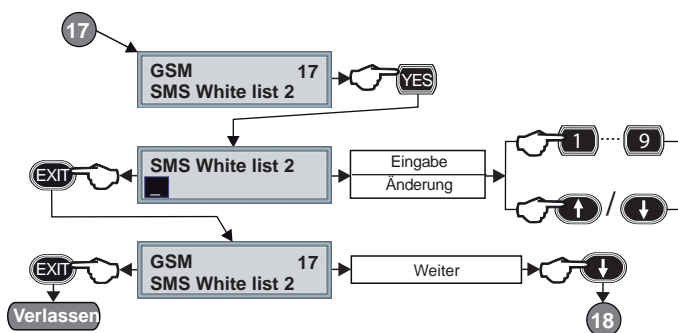 17
GSM 17
SMS White list 2
YES
EXIT
SMS White list 2
_
Eingabe
Änderung
1 ···· 9
/
GSM 17
SMS White list 2
EXIT
Weiter
Verlassen
18